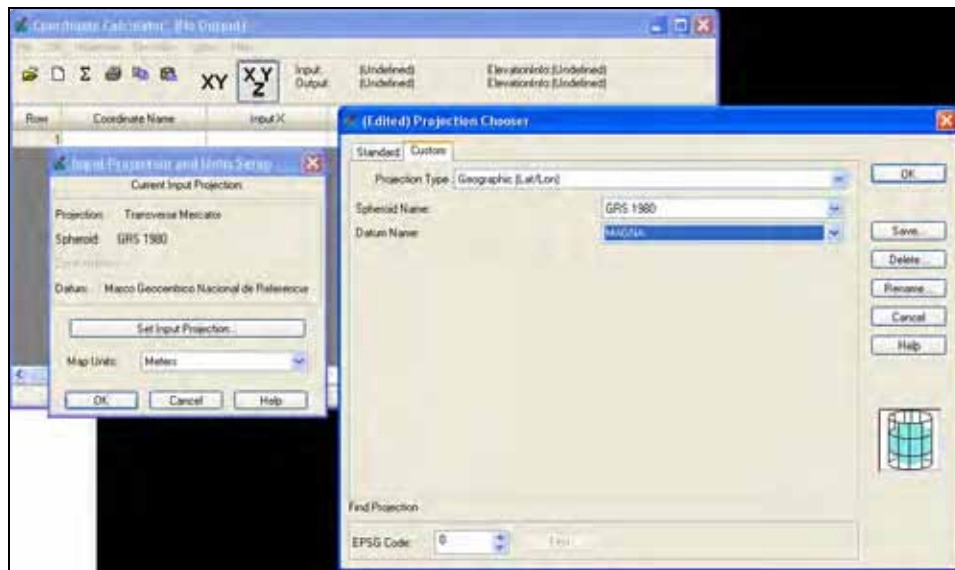 Coordinate Calculator: (No Output)
XY
X,Y
Z
Input: (Undefined) ElevationInfo:(Undefined)
Output: (Undefined) ElevationInfo:(Undefined)
Row Coordinate Name Input X
1
Input Projection and Units Setup
Current Input Projection:
Projection: Transverse Mercator
Spheroid: GRS 1980
Datum: Marco Geocentrico Nacional de Referencia
Set Input Projection...
Map Units: Meters
OK Cancel Help
(Edited) Projection Chooser
Standard Custom
Projection Type: Geographic (Lat/Lon)
Spheroid Name: GRS 1980
Datum Name: MAGNA
OK
Save...
Delete...
Rename...
Cancel
Help
Find Projection
EPSG Code: 0